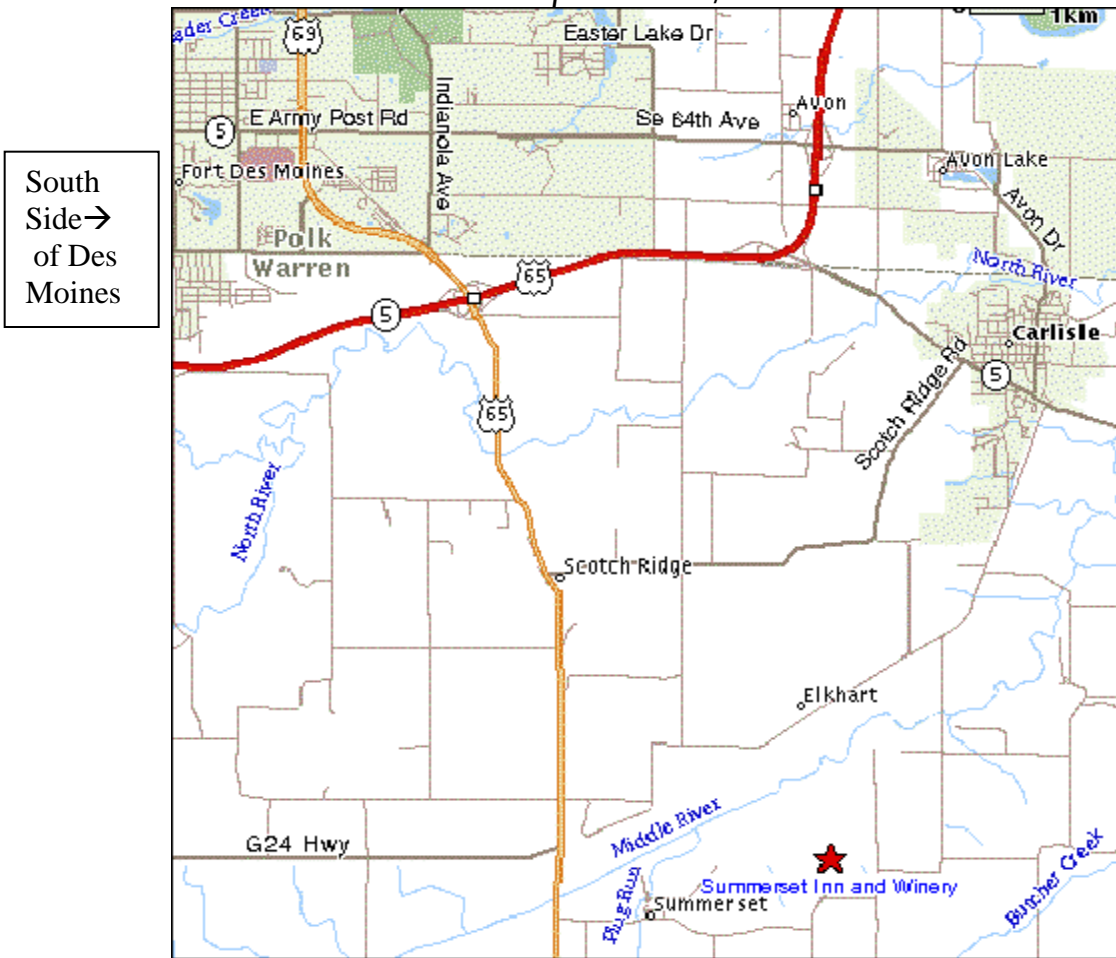 South
Side→
of Des
Moines
1km
69
Easter Lake Dr
Indianola Ave
Avon
E Army Post Rd
Se 64th Ave
5
Fort Des Moines
Avon Lake
Avon Dr
Polk
Warren
North River
65
5
Carlisle
5
Scotch Ridge Rd
65
North River
Scotch Ridge
Elkhart
Middle River
G24 Hwy
Summerset Inn and Winery
Butcher Creek
Plug Run
Summerset